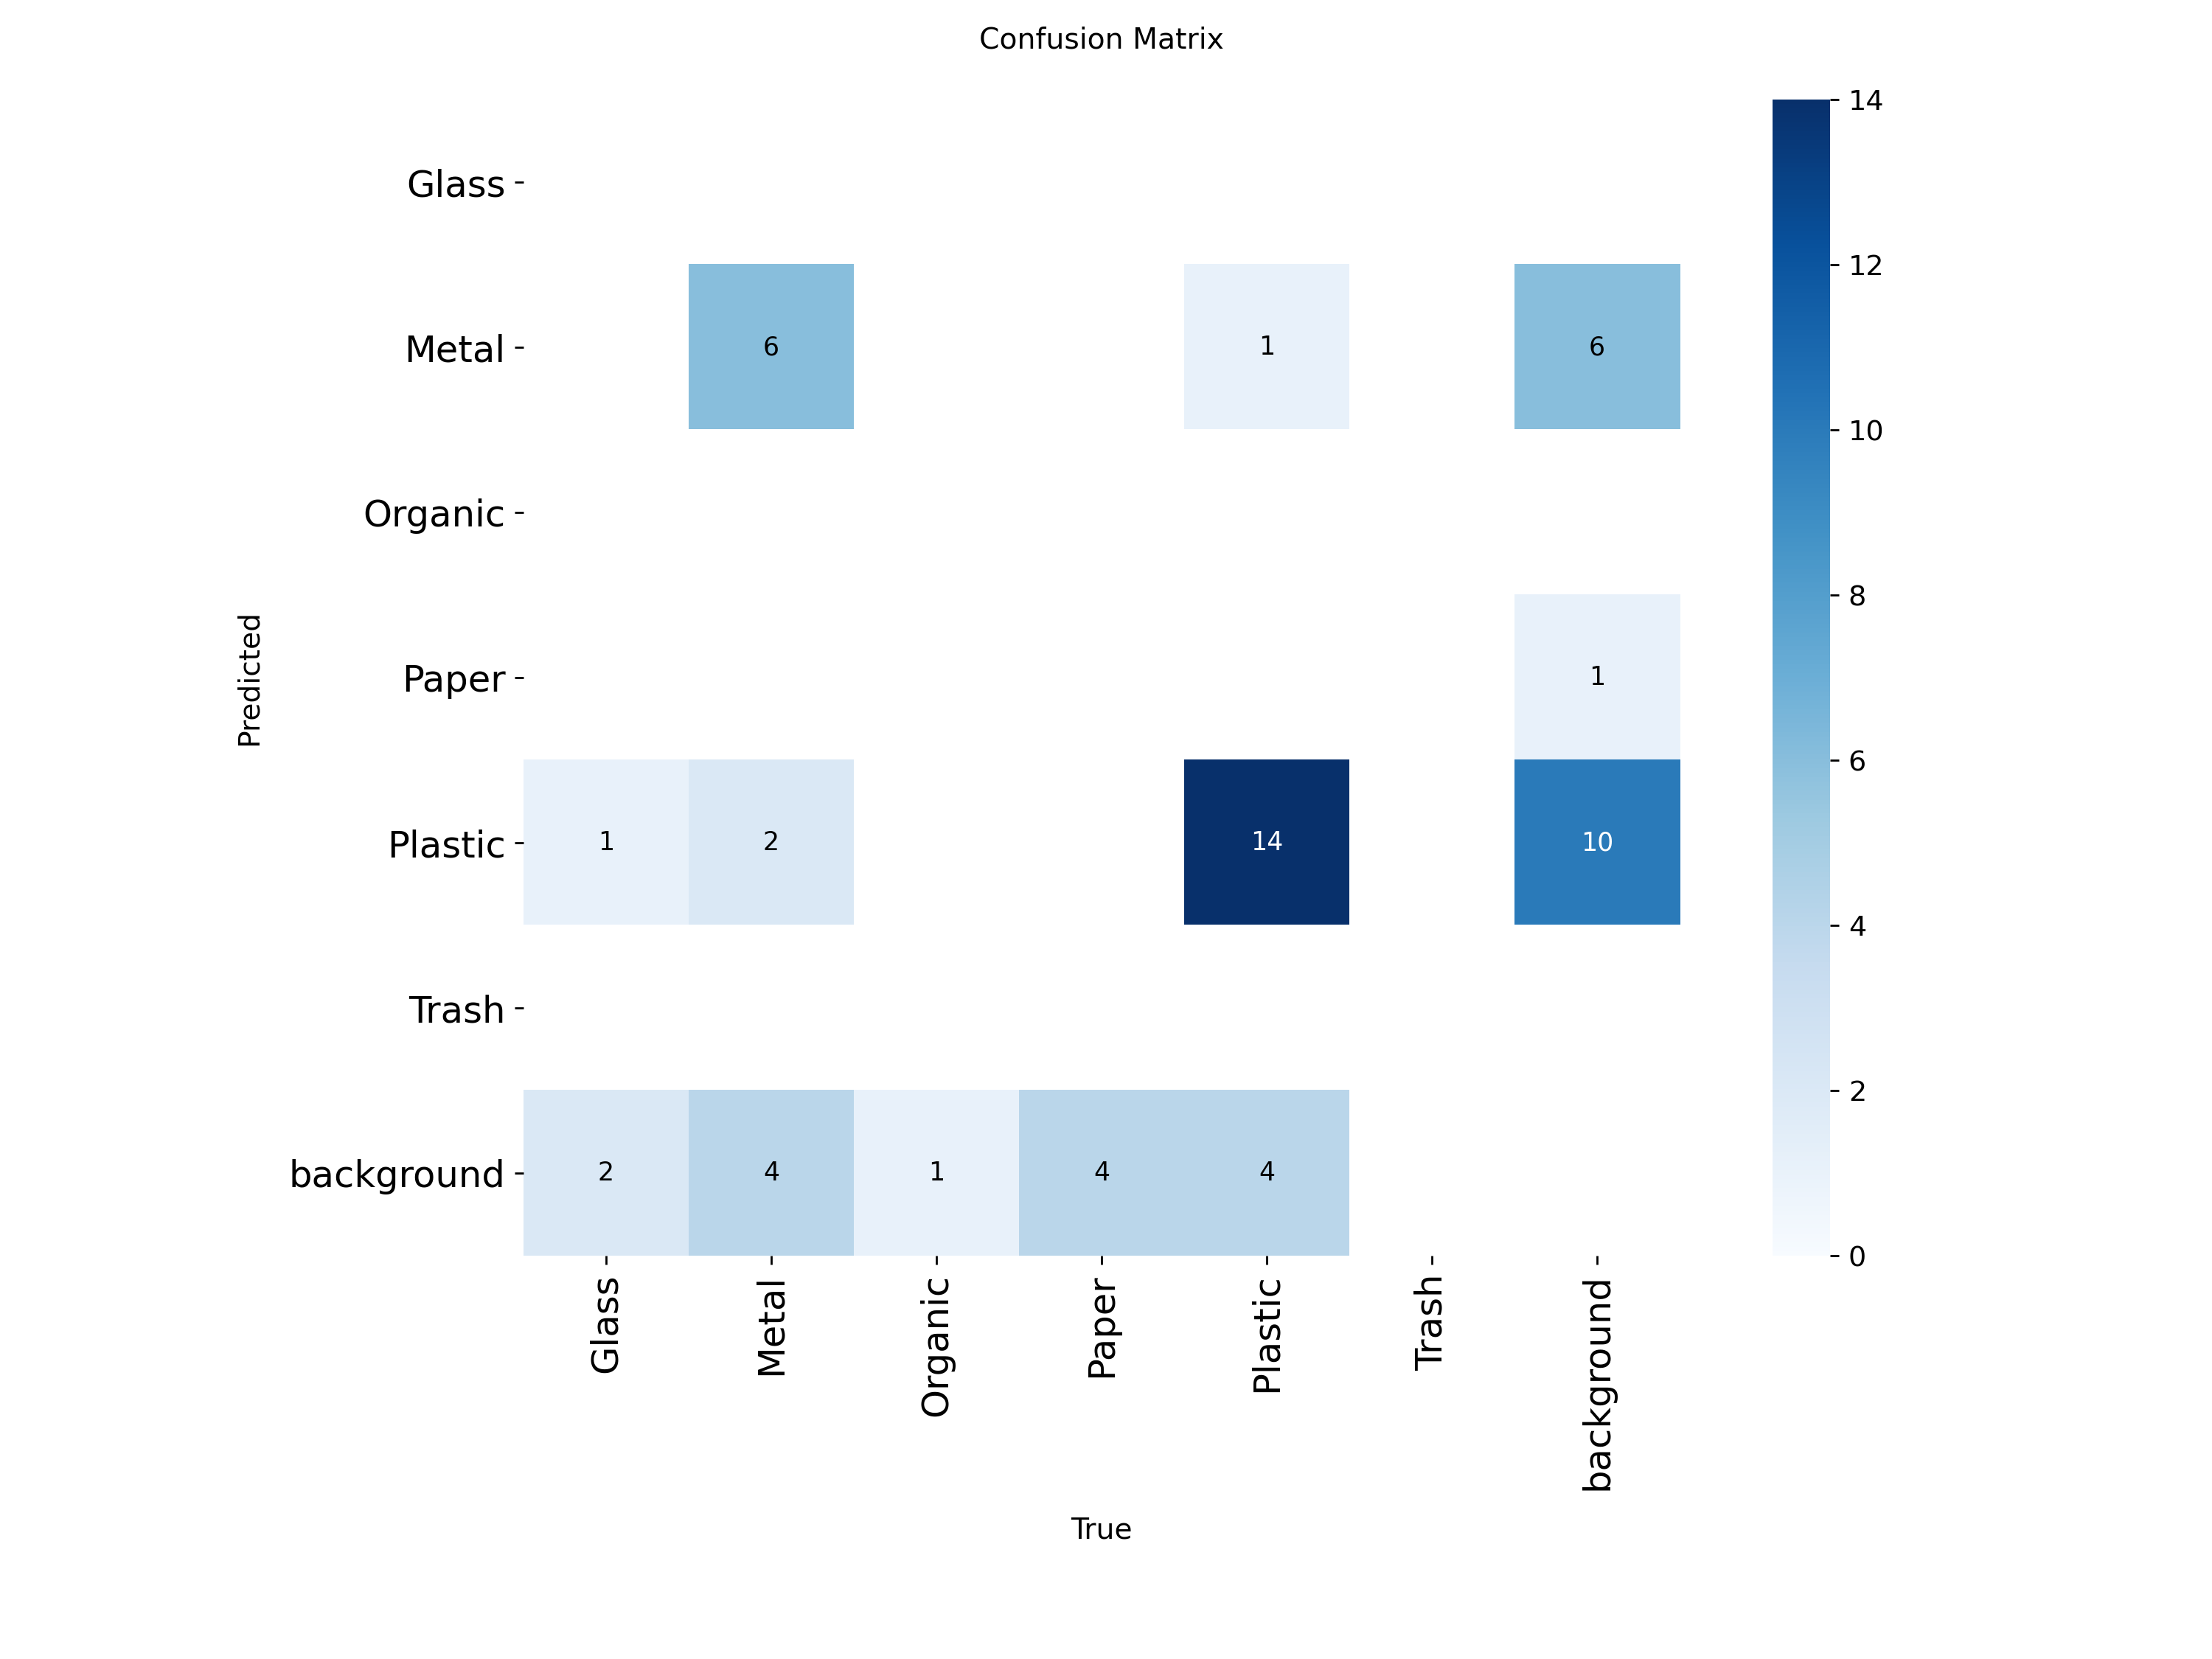 Confusion Matrix
Glass
Metal
Organic
Paper
Plastic
Trash
background
Predicted
6 1 6
1
1 2 14 10
2 4 1 4 4
Glass
Metal
Organic
Paper
Plastic
Trash
background
True
14
12
10
8
6
4
2
0